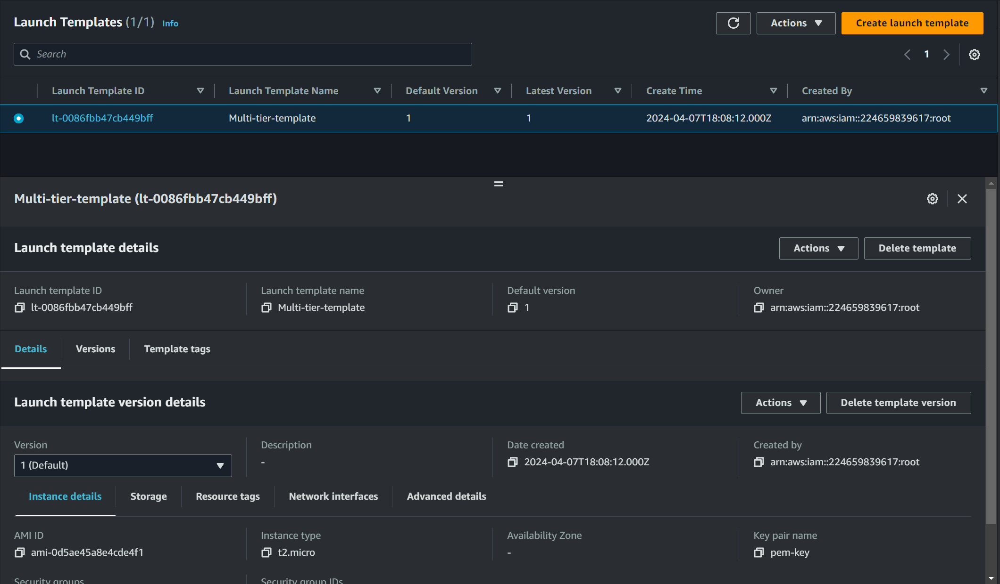 Launch Templates (1/1) Info
Actions
Create launch template
Search
1
Launch Template ID Launch Template Name Default Version Latest Version Create Time Created By
lt-0086fbb47cb449bff Multi-tier-template 1 1 2024-04-07T18:08:12.000Z arn:aws:iam::224659839617:root
Multi-tier-template (lt-0086fbb47cb449bff)
Launch template details Actions Delete template
Launch template ID Launch template name Default version Owner
lt-0086fbb47cb449bff Multi-tier-template 1 arn:aws:iam::224659839617:root
Details Versions Template tags
Launch template version details Actions Delete template version
Version Description Date created Created by
1 (Default) - 2024-04-07T18:08:12.000Z arn:aws:iam::224659839617:root
Instance details Storage Resource tags Network interfaces Advanced details
AMI ID Instance type Availability Zone Key pair name
ami-0d5ae45a8e4cde4f1 t2.micro - pem-key
Security groups Security group IDs